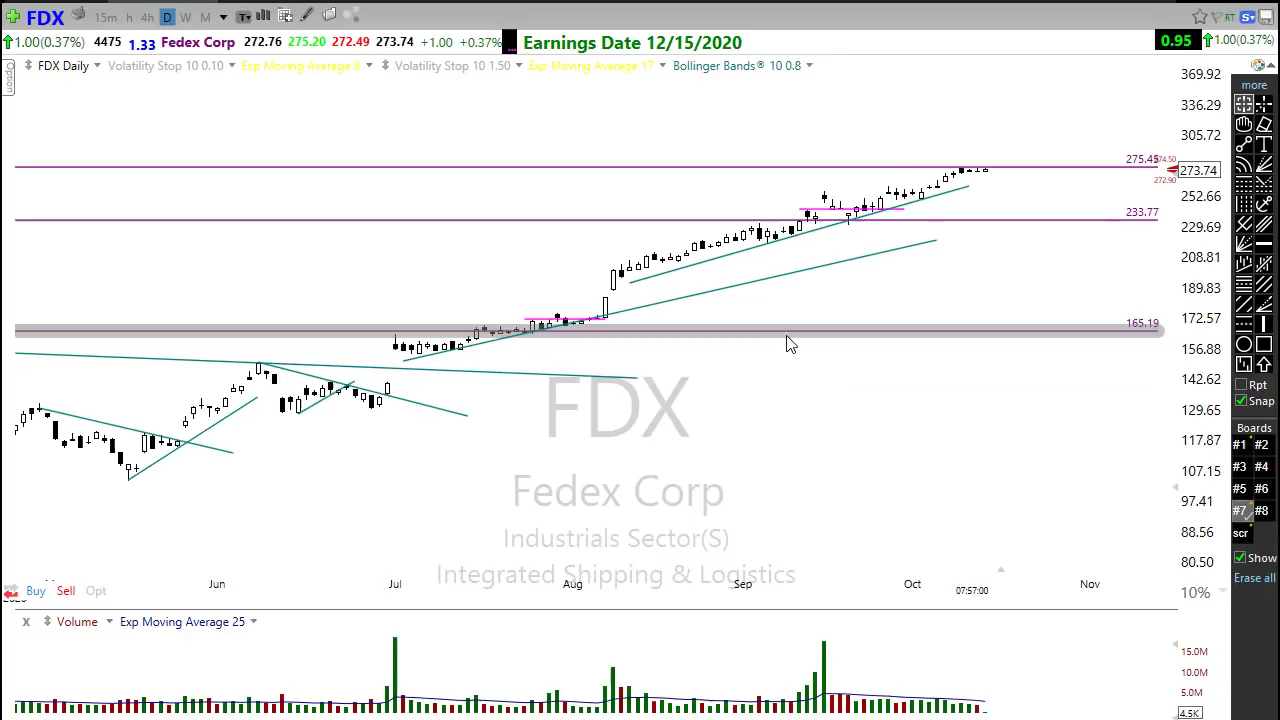 FDX 15m h 4h D W M T
1.00(0.37%) 4475 1.33 Fedex Corp 272.76 275.20 272.49 273.74 +1.00 +0.37% Earnings Date 12/15/2020 0.95 1.00(0.37%)
RT
Option
FDX Daily Volatility Stop 10 0.10 Exp Moving Average 8 Volatility Stop 10 1.50 Exp Moving Average 17 Bollinger Bands® 10 0.8
369.92
336.29
305.72
275.45 274.50
273.74
272.90
252.66
233.77
229.69
208.81
189.83
172.57
165.19
156.88
142.62
129.65
117.87
107.15
97.41
88.56
80.50
FDX
Fedex Corp
Industrials Sector(S)
Integrated Shipping & Logistics
Jun Jul Aug Sep Oct Nov
Buy Sell Opt 07:57:00 10%
x Volume Exp Moving Average 25
15.0M
10.0M
5.0M
4.5K
more
T
Rpt
Snap
Boards
#1 #2
#3 #4
#5 #6
#7 #8
scr
Show
Erase all